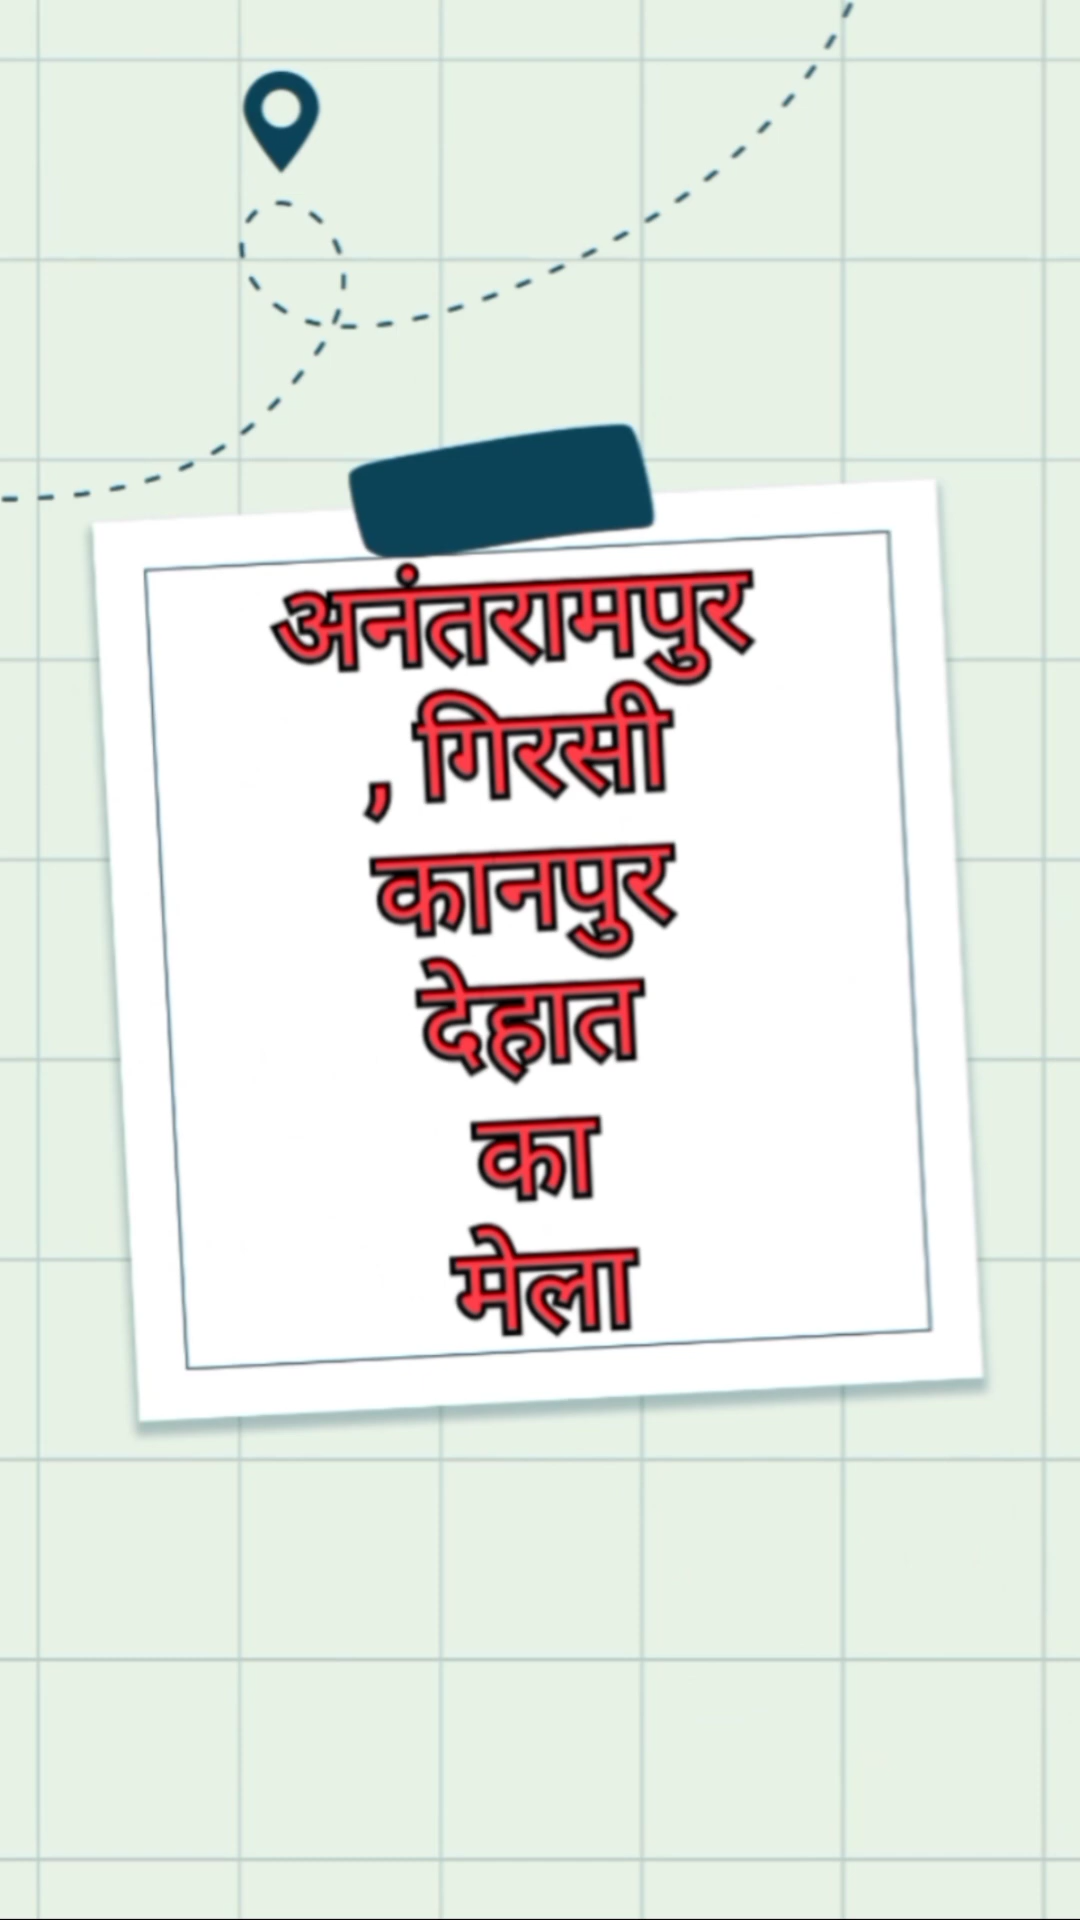 अनंतरामपुर
, गिरसी
कानपुर
देहात
का
मेला